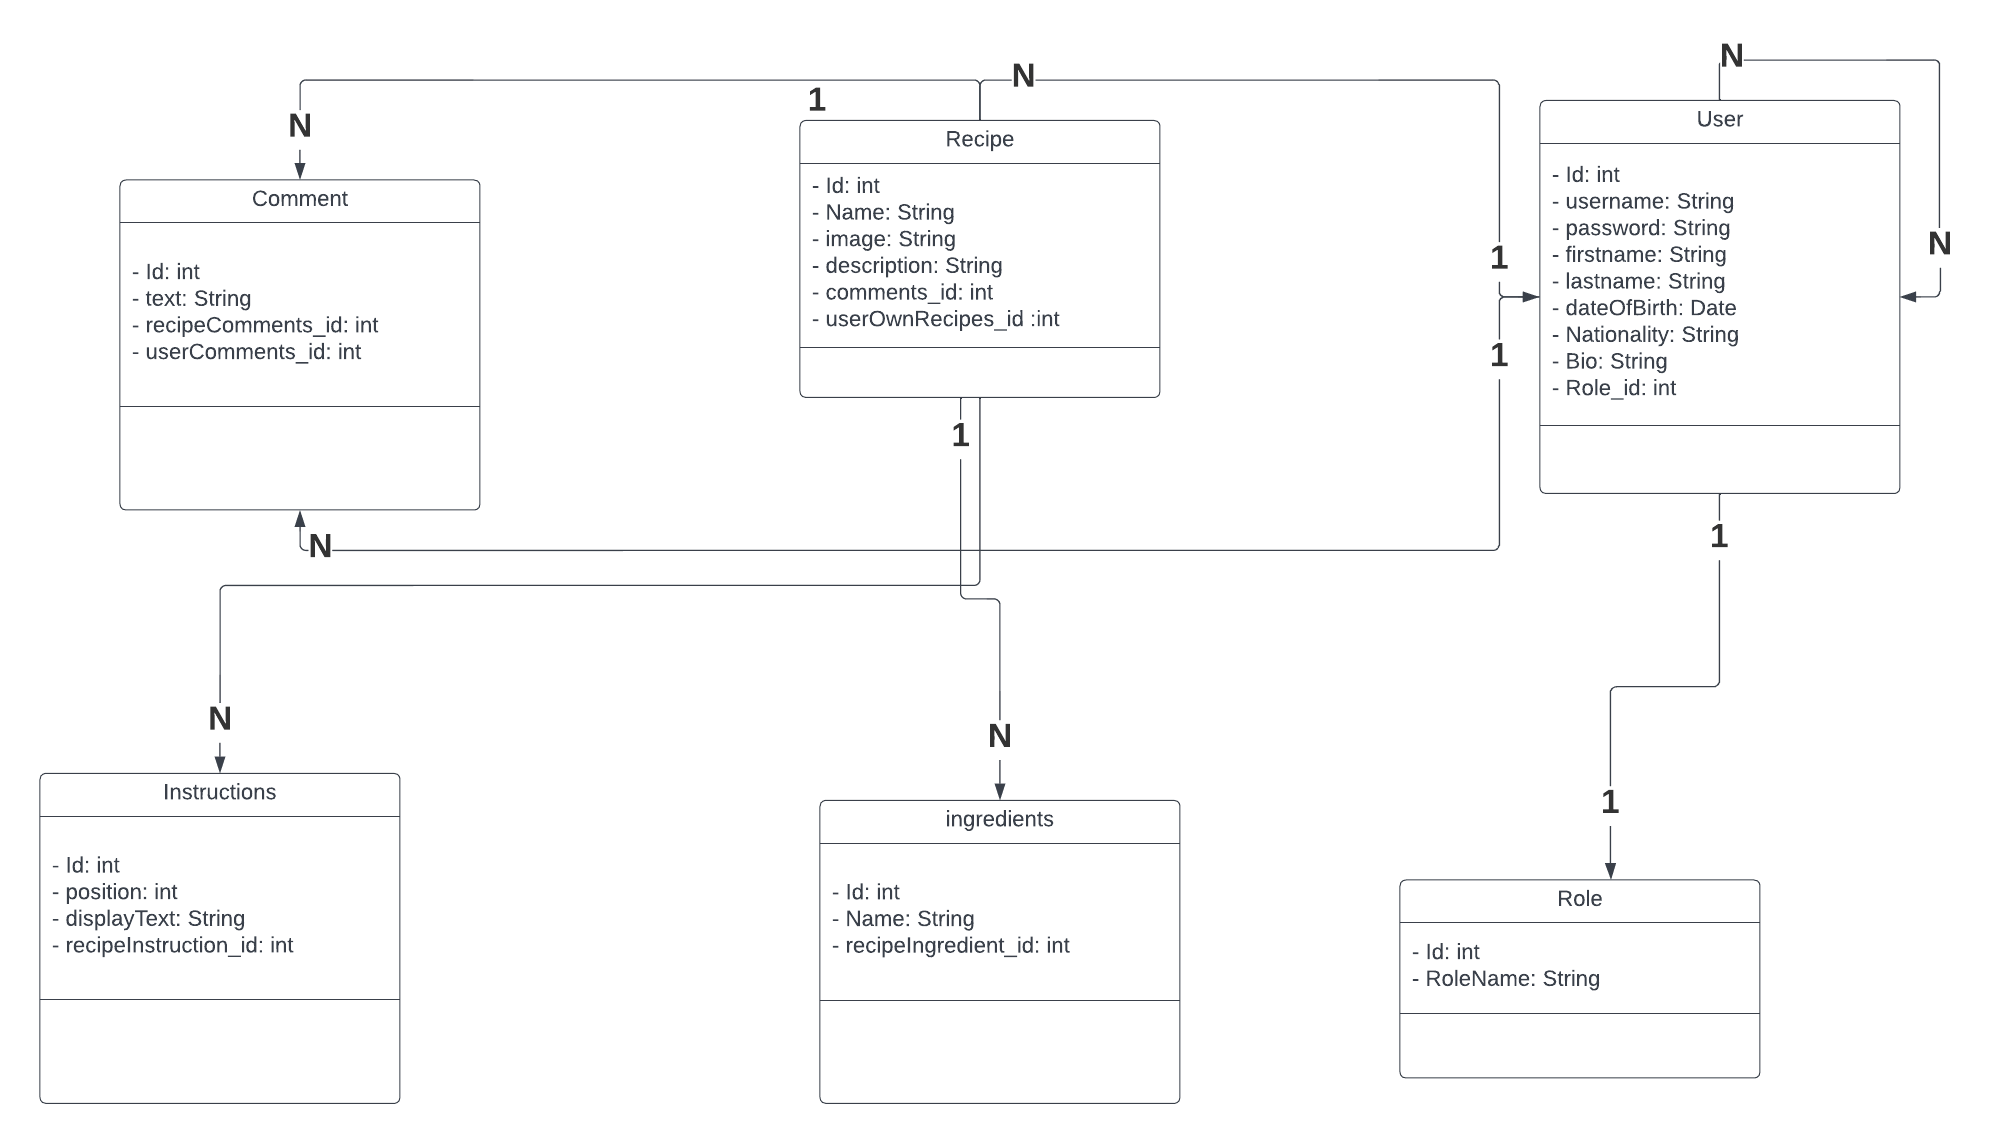 N
1
N
Comment
- Id: int
- text: String
- recipeComments_id: int
- userComments_id: int
N
Recipe
- Id: int
- Name: String
- image: String
- description: String
- comments_id: int
- userOwnRecipes_id :int
1
1
1
N
N
User
- Id: int
- username: String
- password: String
- firstname: String
- lastname: String
- dateOfBirth: Date
- Nationality: String
- Bio: String
- Role_id: int
1
N
Instructions
- Id: int
- position: int
- displayText: String
- recipeInstruction_id: int
N
ingredients
- Id: int
- Name: String
- recipeIngredient_id: int
1
Role
- Id: int
- RoleName: String